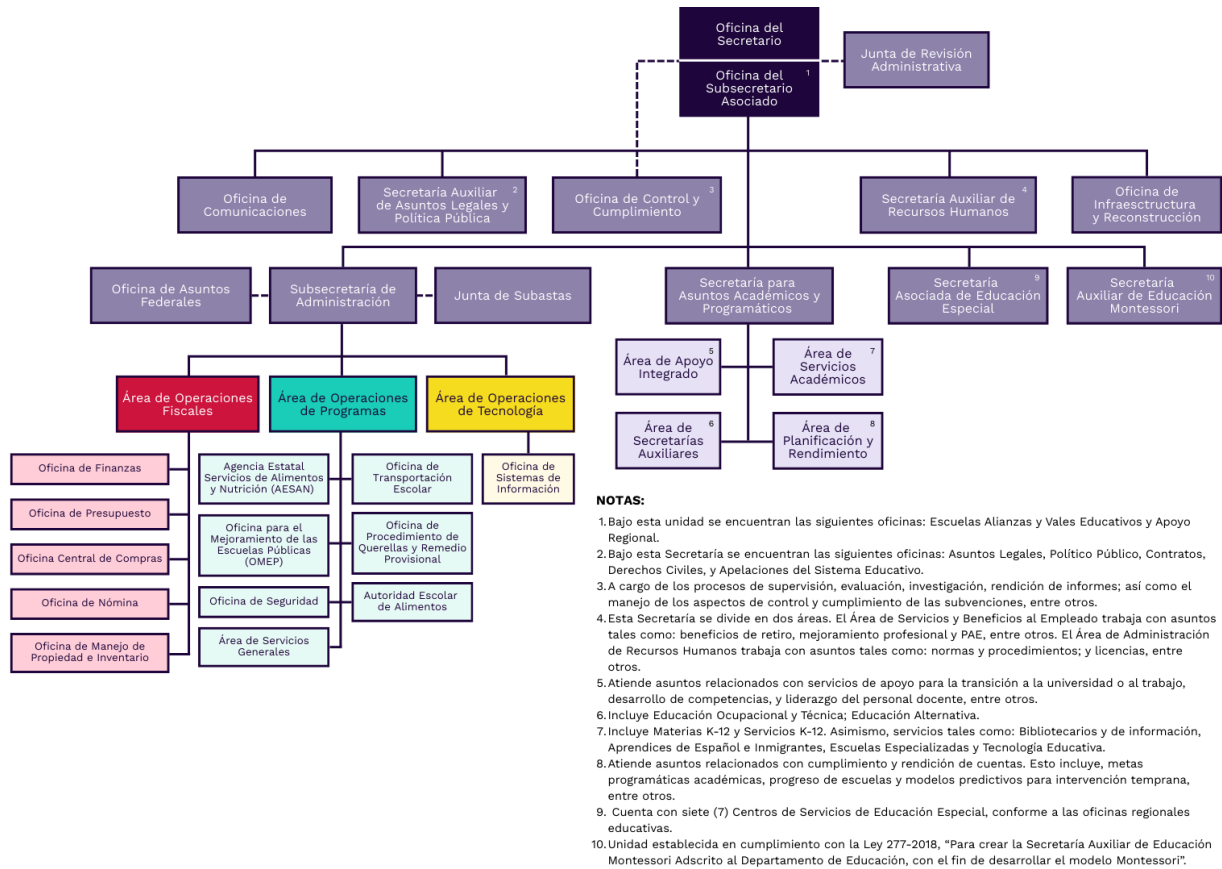 Oficina del
Secretario
Oficina del 1
Subsecretario
Asociado
Junta de Revisión
Administrativa
Oficina de
Comunicaciones
Secretaría Auxiliar 2
de Asuntos Legales y
Política Pública
Oficina de Control y 3
Cumplimiento
Secretaría Auxiliar de 4
Recursos Humanos
Oficina de
Infraesctructura
y Reconstrucción
Oficina de Asuntos
Federales
Subsecretaría de
Administración
Junta de Subastas
Secretaría para
Asuntos Académicos y
Programáticos
Secretaría 9
Asociada de Educación
Especial
Secretaría 10
Auxiliar de Educación
Montessori
Área de Apoyo 5
Integrado
Área de 7
Servicios
Académicos
Área de 6
Secretarías
Auxiliares
Área de 8
Planificación y
Rendimiento
Área de Operaciones
Fiscales
Área de Operaciones
de Programas
Área de Operaciones
de Tecnología
Oficina de Finanzas
Oficina de Presupuesto
Oficina Central de Compras
Oficina de Nómina
Oficina de Manejo de
Propiedad e Inventario
Agencia Estatal
Servicios de Alimentos
y Nutrición (AESAN)
Oficina de
Transportación
Escolar
Oficina para el
Mejoramiento de las
Escuelas Públicas
(OMEP)
Oficina de
Procedimiento de
Querellas y Remedio
Provisional
Oficina de Seguridad
Autoridad Escolar
de Alimentos
Área de Servicios
Generales
Oficina de
Sistemas de
Información
NOTAS:
1. Bajo esta unidad se encuentran las siguientes oficinas: Escuelas Alianzas y Vales Educativos y Apoyo
Regional.
2. Bajo esta Secretaría se encuentran las siguientes oficinas: Asuntos Legales, Político Público, Contratos,
Derechos Civiles, y Apelaciones del Sistema Educativo.
3. A cargo de los procesos de supervisión, evaluación, investigación, rendición de informes; así como el
manejo de los aspectos de control y cumplimiento de las subvenciones, entre otros.
4. Esta Secretaría se divide en dos áreas. El Área de Servicios y Beneficios al Empleado trabaja con asuntos
tales como: beneficios de retiro, mejoramiento profesional y PAE, entre otros. El Área de Administración
de Recursos Humanos trabaja con asuntos tales como: normas y procedimientos; y licencias, entre
otros.
5. Atiende asuntos relacionados con servicios de apoyo para la transición a la universidad o al trabajo,
desarrollo de competencias, y liderazgo del personal docente, entre otros.
6. Incluye Educación Ocupacional y Técnica; Educación Alternativa.
7. Incluye Materias K-12 y Servicios K-12. Asimismo, servicios tales como: Bibliotecarios y de información,
Aprendices de Español e Inmigrantes, Escuelas Especializadas y Tecnología Educativa.
8. Atiende asuntos relacionados con cumplimiento y rendición de cuentas. Esto incluye, metas
programáticas académicas, progreso de escuelas y modelos predictivos para intervención temprana,
entre otros.
9. Cuenta con siete (7) Centros de Servicios de Educación Especial, conforme a las oficinas regionales
educativas.
10. Unidad establecida en cumplimiento con la Ley 277-2018, “Para crear la Secretaría Auxiliar de Educación
Montessori Adscrito al Departamento de Educación, con el fin de desarrollar el modelo Montessori”.